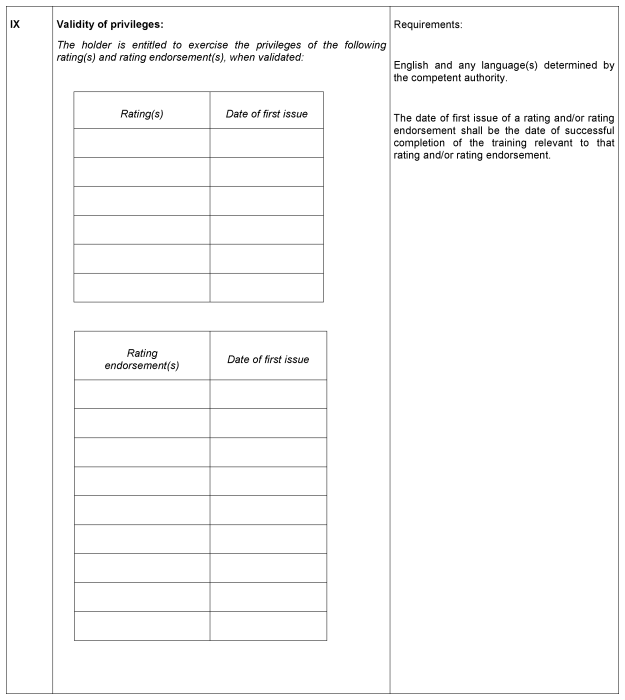 IX
Validity of privileges:
The holder is entitled to exercise the privileges of the following
rating(s) and rating endorsement(s), when validated:
Rating(s)
Date of first issue
Rating
endorsement(s)
Date of first issue
Requirements:
English and any language(s) determined by
the competent authority.
The date of first issue of a rating and/or rating
endorsement shall be the date of successful
completion of the training relevant to that
rating and/or rating endorsement.